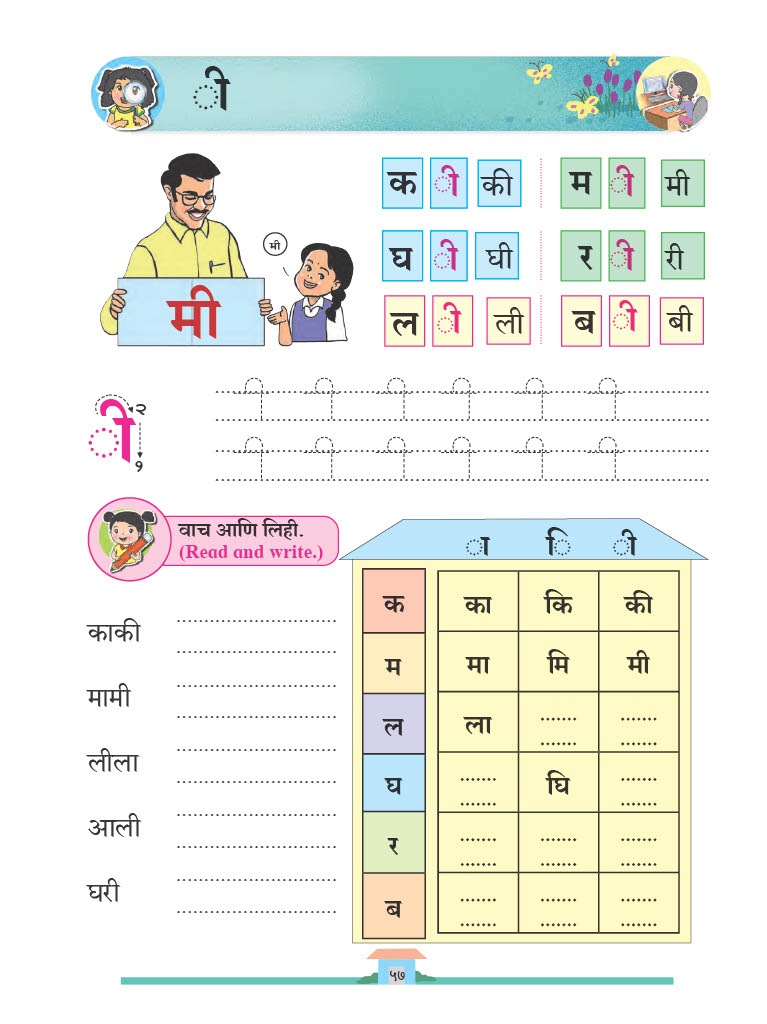 ी
मी
मी
क ी की म ी मी
घ ी घी र ी री
ल ी ली ब ी बी
ी
२
१
वाच आणि लिही.
(Read and write.)
काकी
मामी
लीला
आली
घरी
ा ि ी
क का कि की
म मा मि मी
ल ला ....... .......
घ ....... घि .......
र ....... ....... .......
ब ....... ....... .......
५७